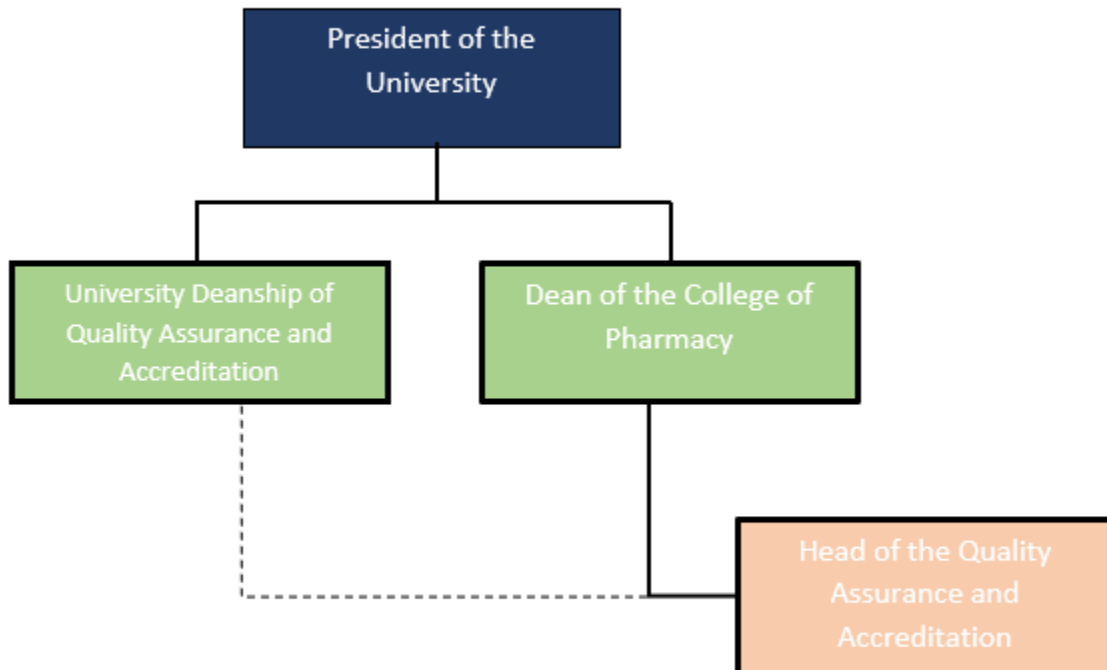 President of the
University
University Deanship of
Quality Assurance and
Accreditation
Dean of the College of
Pharmacy
Head of the Quality
Assurance and
Accreditation